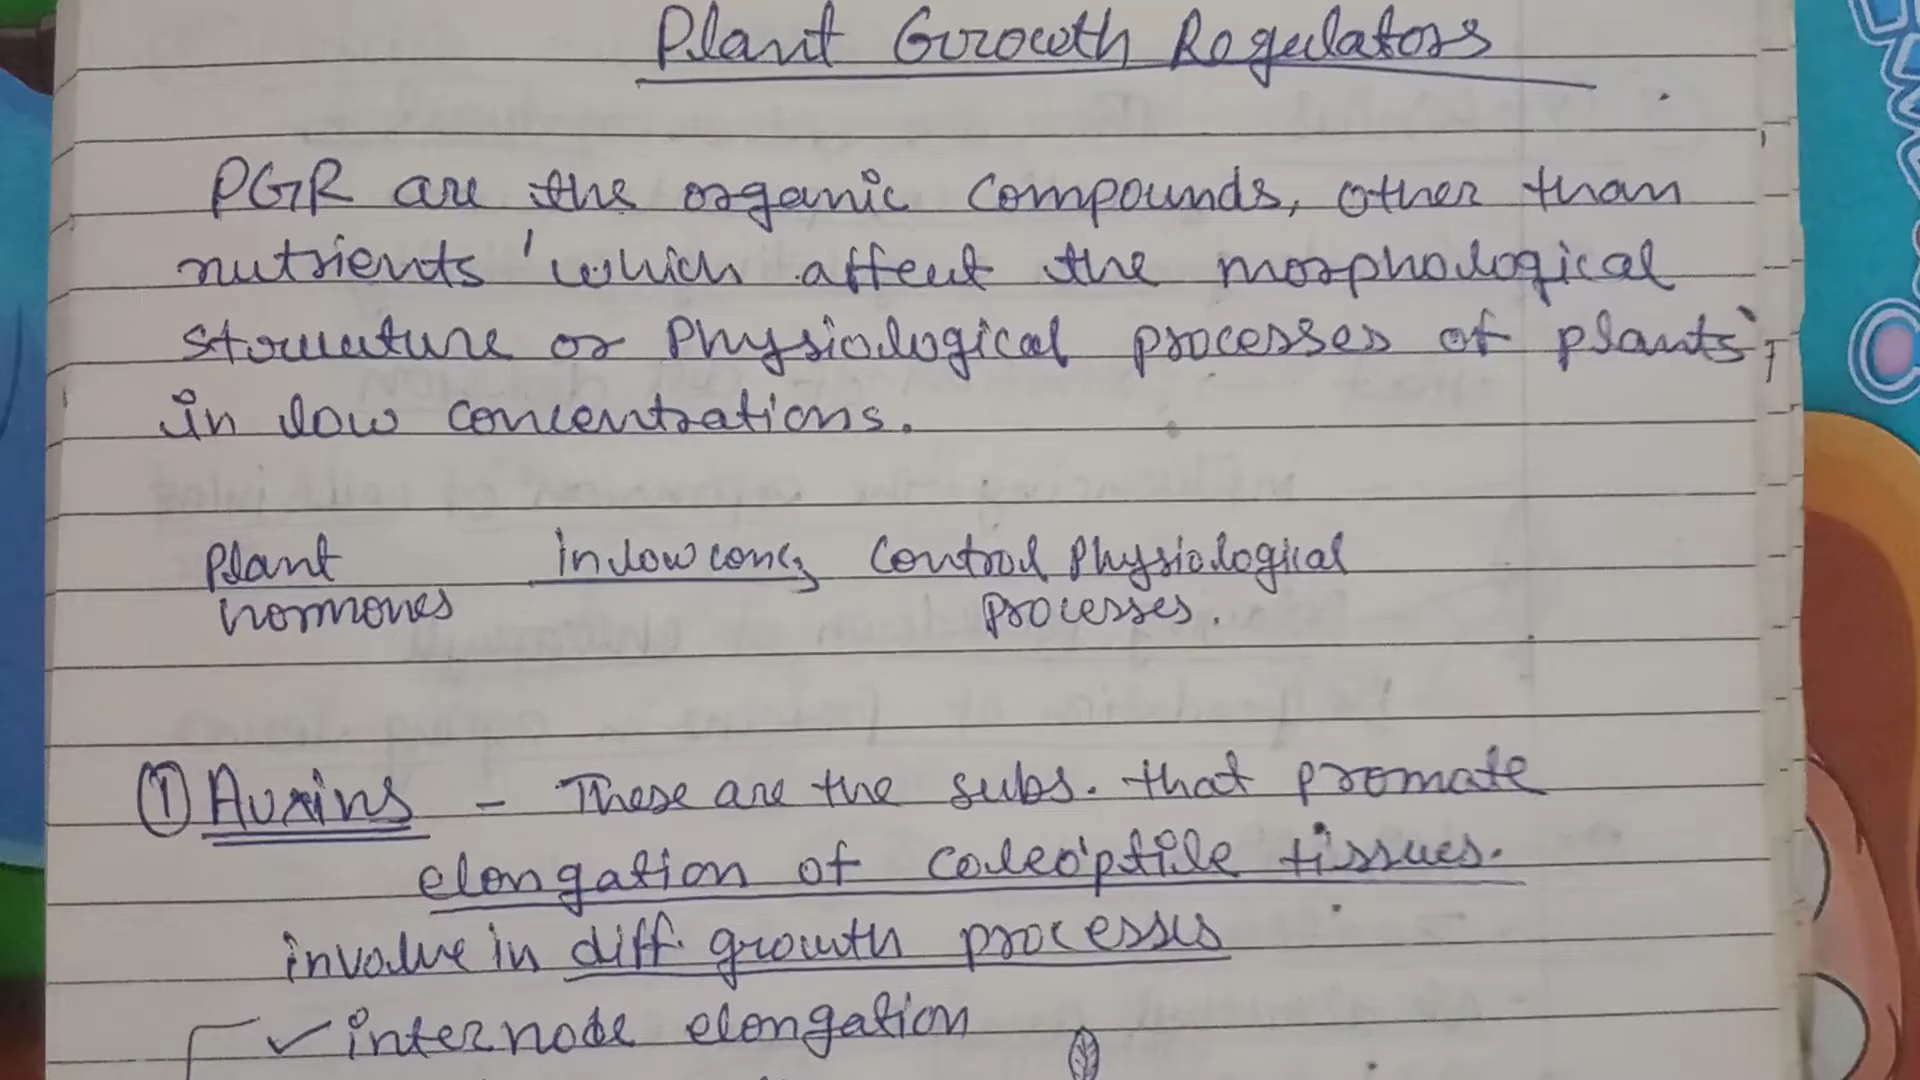 Plant Growth Regulators
PGR are the organic compounds, other than
nutrients 'which affect the morphological
structure or physiological processes of plants'
in low concentrations.
Plant in low conc. Control Physiological
hormones processes.
① Auxins - These are the subs. that promate
elongation of coleoptile tissues.
involve in diff. growth processes
✓ internode elongation